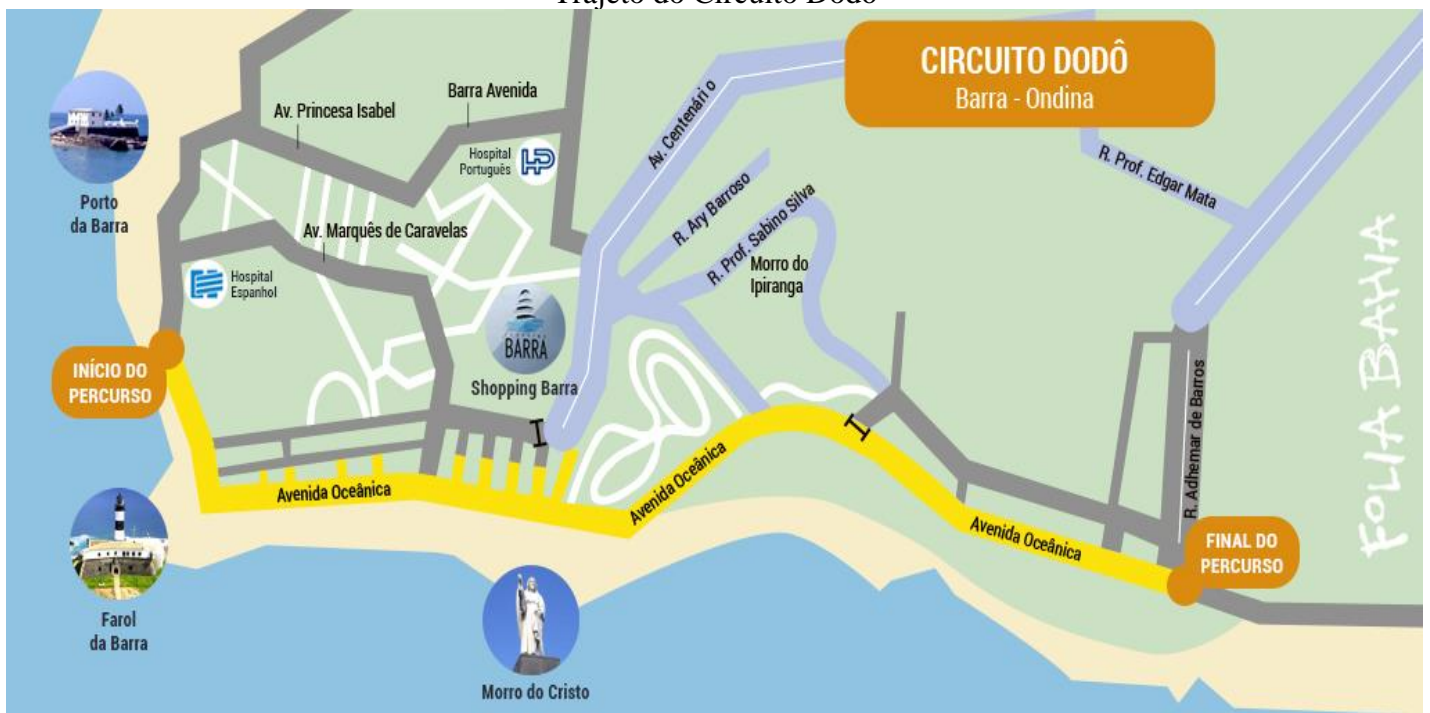 Trajeto do Circuito Dodô
CIRCUITO DODÔ
Barra - Ondina
Porto
da Barra
Av. Princesa Isabel
Barra Avenida
Hospital
Português
HP
Av. Centenári o
R. Ary Barroso
R. Prof. Sabino Silva
Morro do
Ipiranga
R. Prof. Edgar Mata
Av. Marquês de Caravelas
Hospital
Espanhol
BARRA
Shopping Barra
INÍCIO DO
PERCURSO
Avenida Oceânica
Avenida Oceânica
Avenida Oceânica
R. Adhemar de Barros
FINAL DO
PERCURSO
Farol
da Barra
Morro do Cristo
FOLIA BAHIA